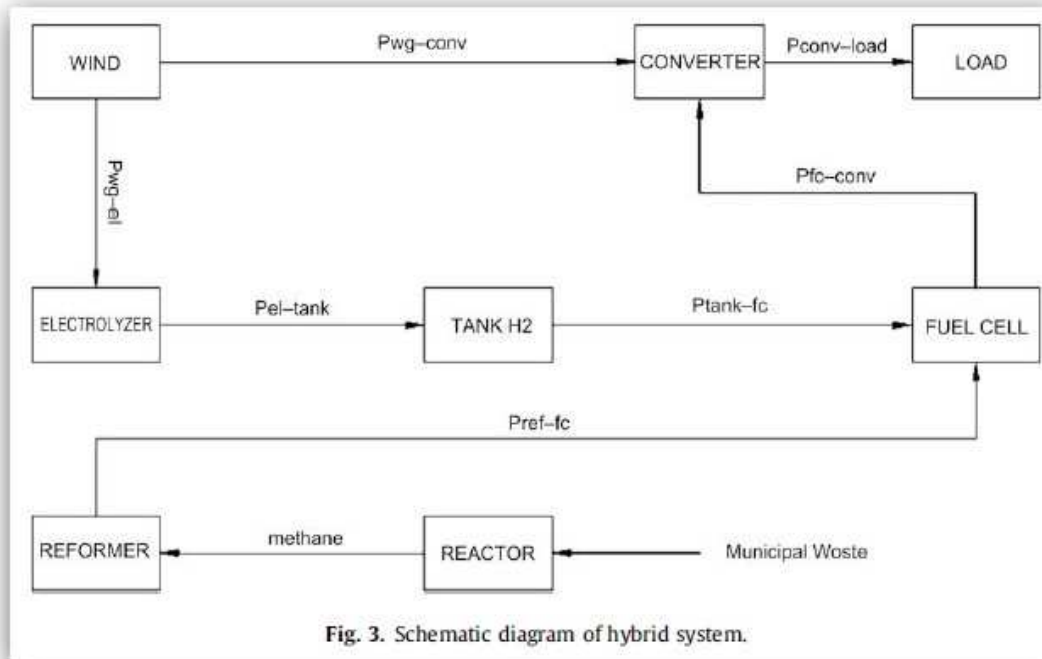 WIND
Pwg–conv
CONVERTER
Pconv–load
LOAD
Pwg–el
Pfc–conv
ELECTROLYZER
Pel–tank
TANK H2
Ptank–fc
FUEL CELL
Pref–fc
REFORMER
methane
REACTOR
Municipal Woste
Fig. 3. Schematic diagram of hybrid system.